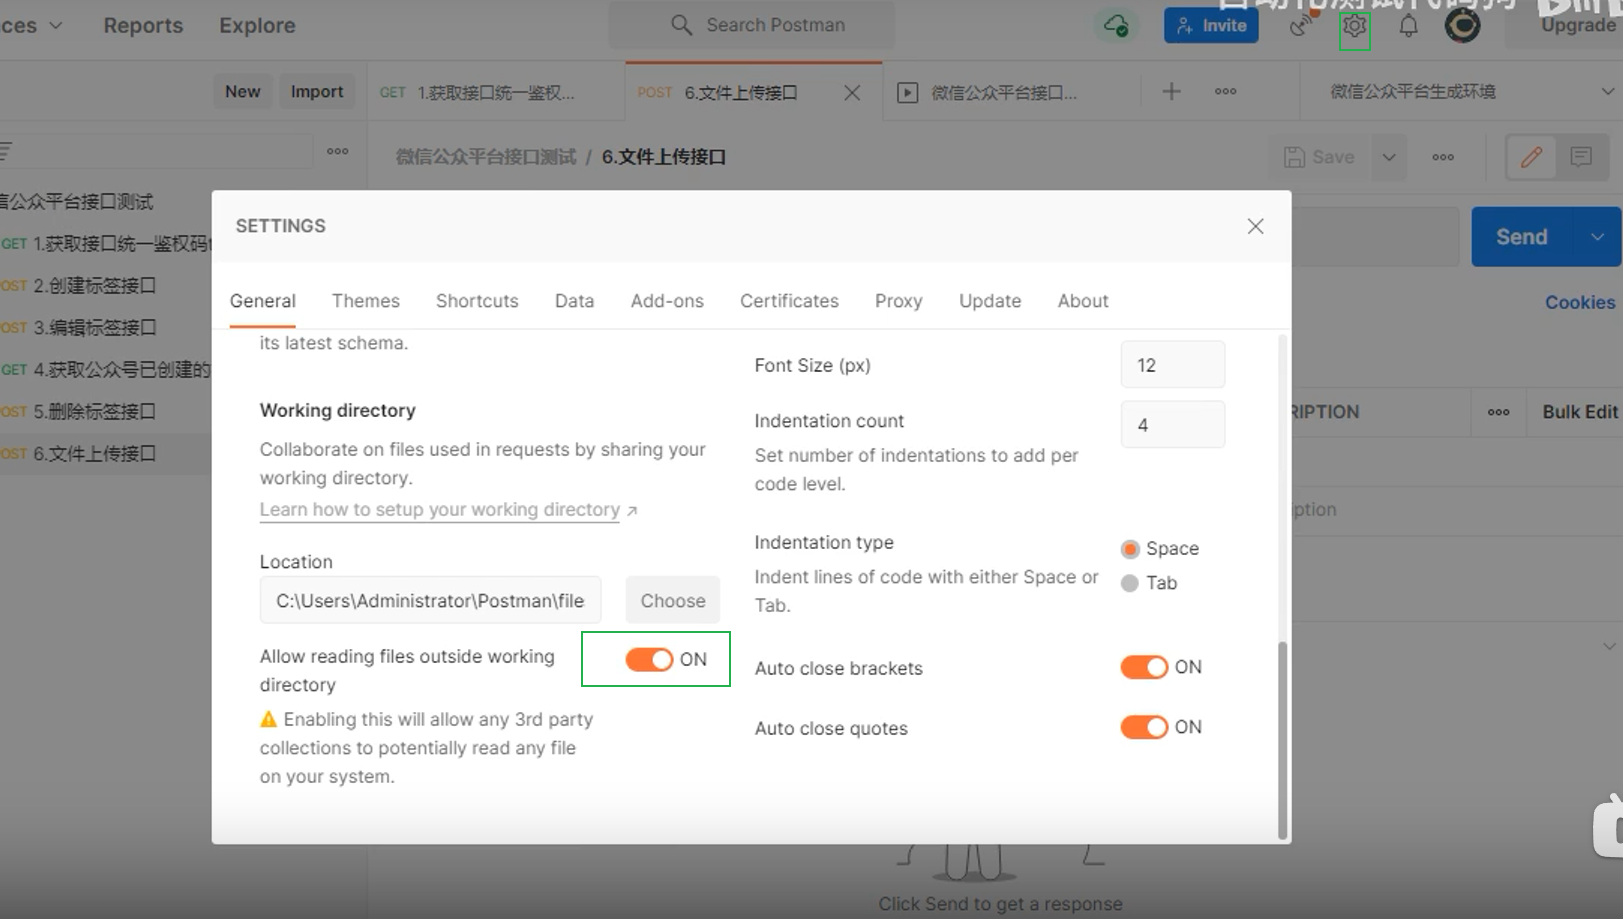 自动化测试代码狗
ces
Reports
Explore
Search Postman
Invite
Upgrade
New
Import
GET 1.获取接口统一鉴权...
POST 6.文件上传接口
微信公众平台接口...
微信公众平台生成环境
微信公众平台接口测试 / 6.文件上传接口
Save
信公众平台接口测试
GET 1.获取接口统一鉴权码
OST 2.创建标签接口
OST 3.编辑标签接口
GET 4.获取公众号已创建的
OST 5.删除标签接口
OST 6.文件上传接口
Send
Cookies
RIPTION
Bulk Edit
iption
SETTINGS
General
Themes
Shortcuts
Data
Add-ons
Certificates
Proxy
Update
About
its latest schema.
Working directory
Collaborate on files used in requests by sharing your
working directory.
Learn how to setup your working directory
Location
C:\Users\Administrator\Postman\file
Choose
Allow reading files outside working
directory
ON
Enabling this will allow any 3rd party
collections to potentially read any file
on your system.
Font Size (px)
12
Indentation count
4
Set number of indentations to add per
code level.
Indentation type
Space
Indent lines of code with either Space or
Tab.
Tab
Auto close brackets
ON
Auto close quotes
ON
Click Send to get a response